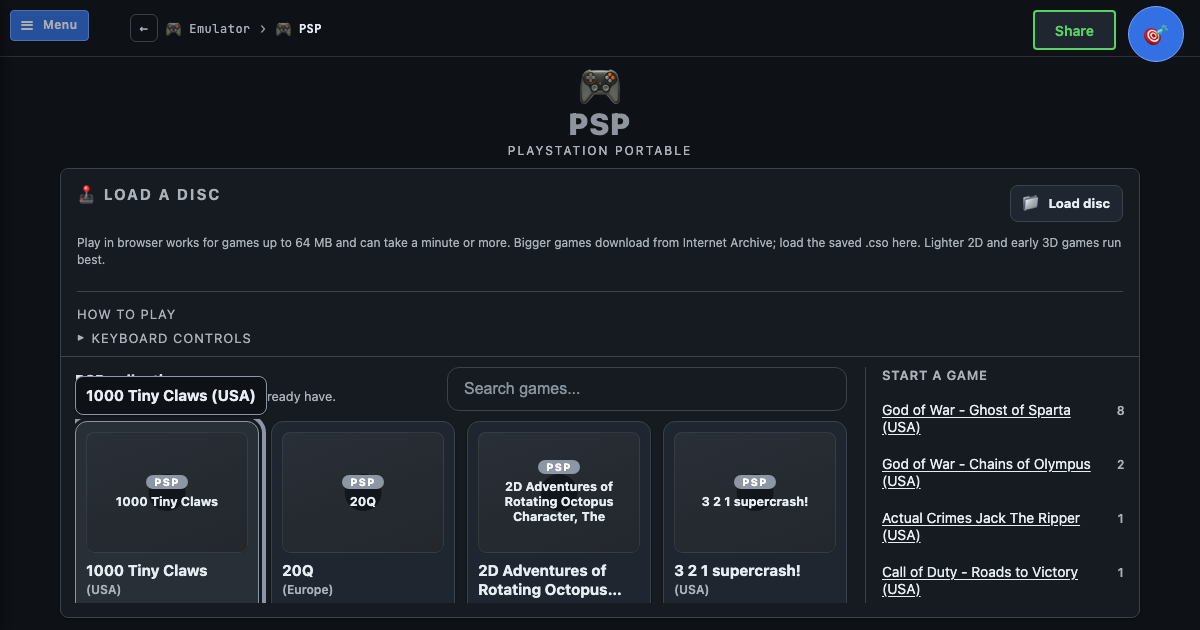 Menu
←
Emulator > PSP
Share
PSP
PLAYSTATION PORTABLE
LOAD A DISC
Load disc
Play in browser works for games up to 64 MB and can take a minute or more. Bigger games download from Internet Archive; load the saved .cso here. Lighter 2D and early 3D games run
best.
HOW TO PLAY
KEYBOARD CONTROLS
1000 Tiny Claws (USA)
ready have.
Search games...
PSP
1000 Tiny Claws
1000 Tiny Claws
(USA)
PSP
20Q
20Q
(Europe)
PSP
2D Adventures of
Rotating Octopus
Character, The
2D Adventures of
Rotating Octopus...
PSP
3 2 1 supercrash!
3 2 1 supercrash!
(USA)
START A GAME
God of War - Ghost of Sparta 8
(USA)
God of War - Chains of Olympus 2
(USA)
Actual Crimes Jack The Ripper 1
(USA)
Call of Duty - Roads to Victory 1
(USA)